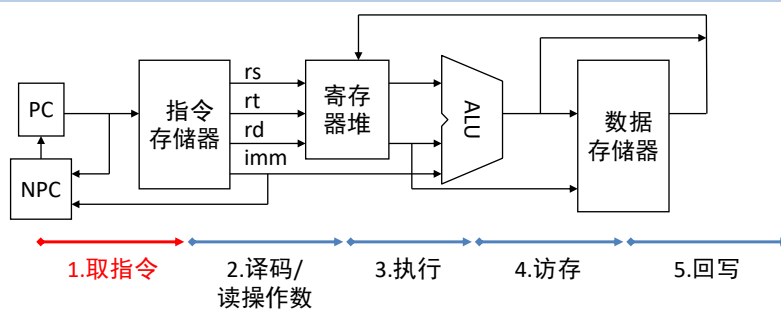 PC
NPC
指令
存储器
rs
rt
rd
imm
寄存
器堆
ALU
数据
存储器
1.取指令
2.译码/
读操作数
3.执行
4.访存
5.回写